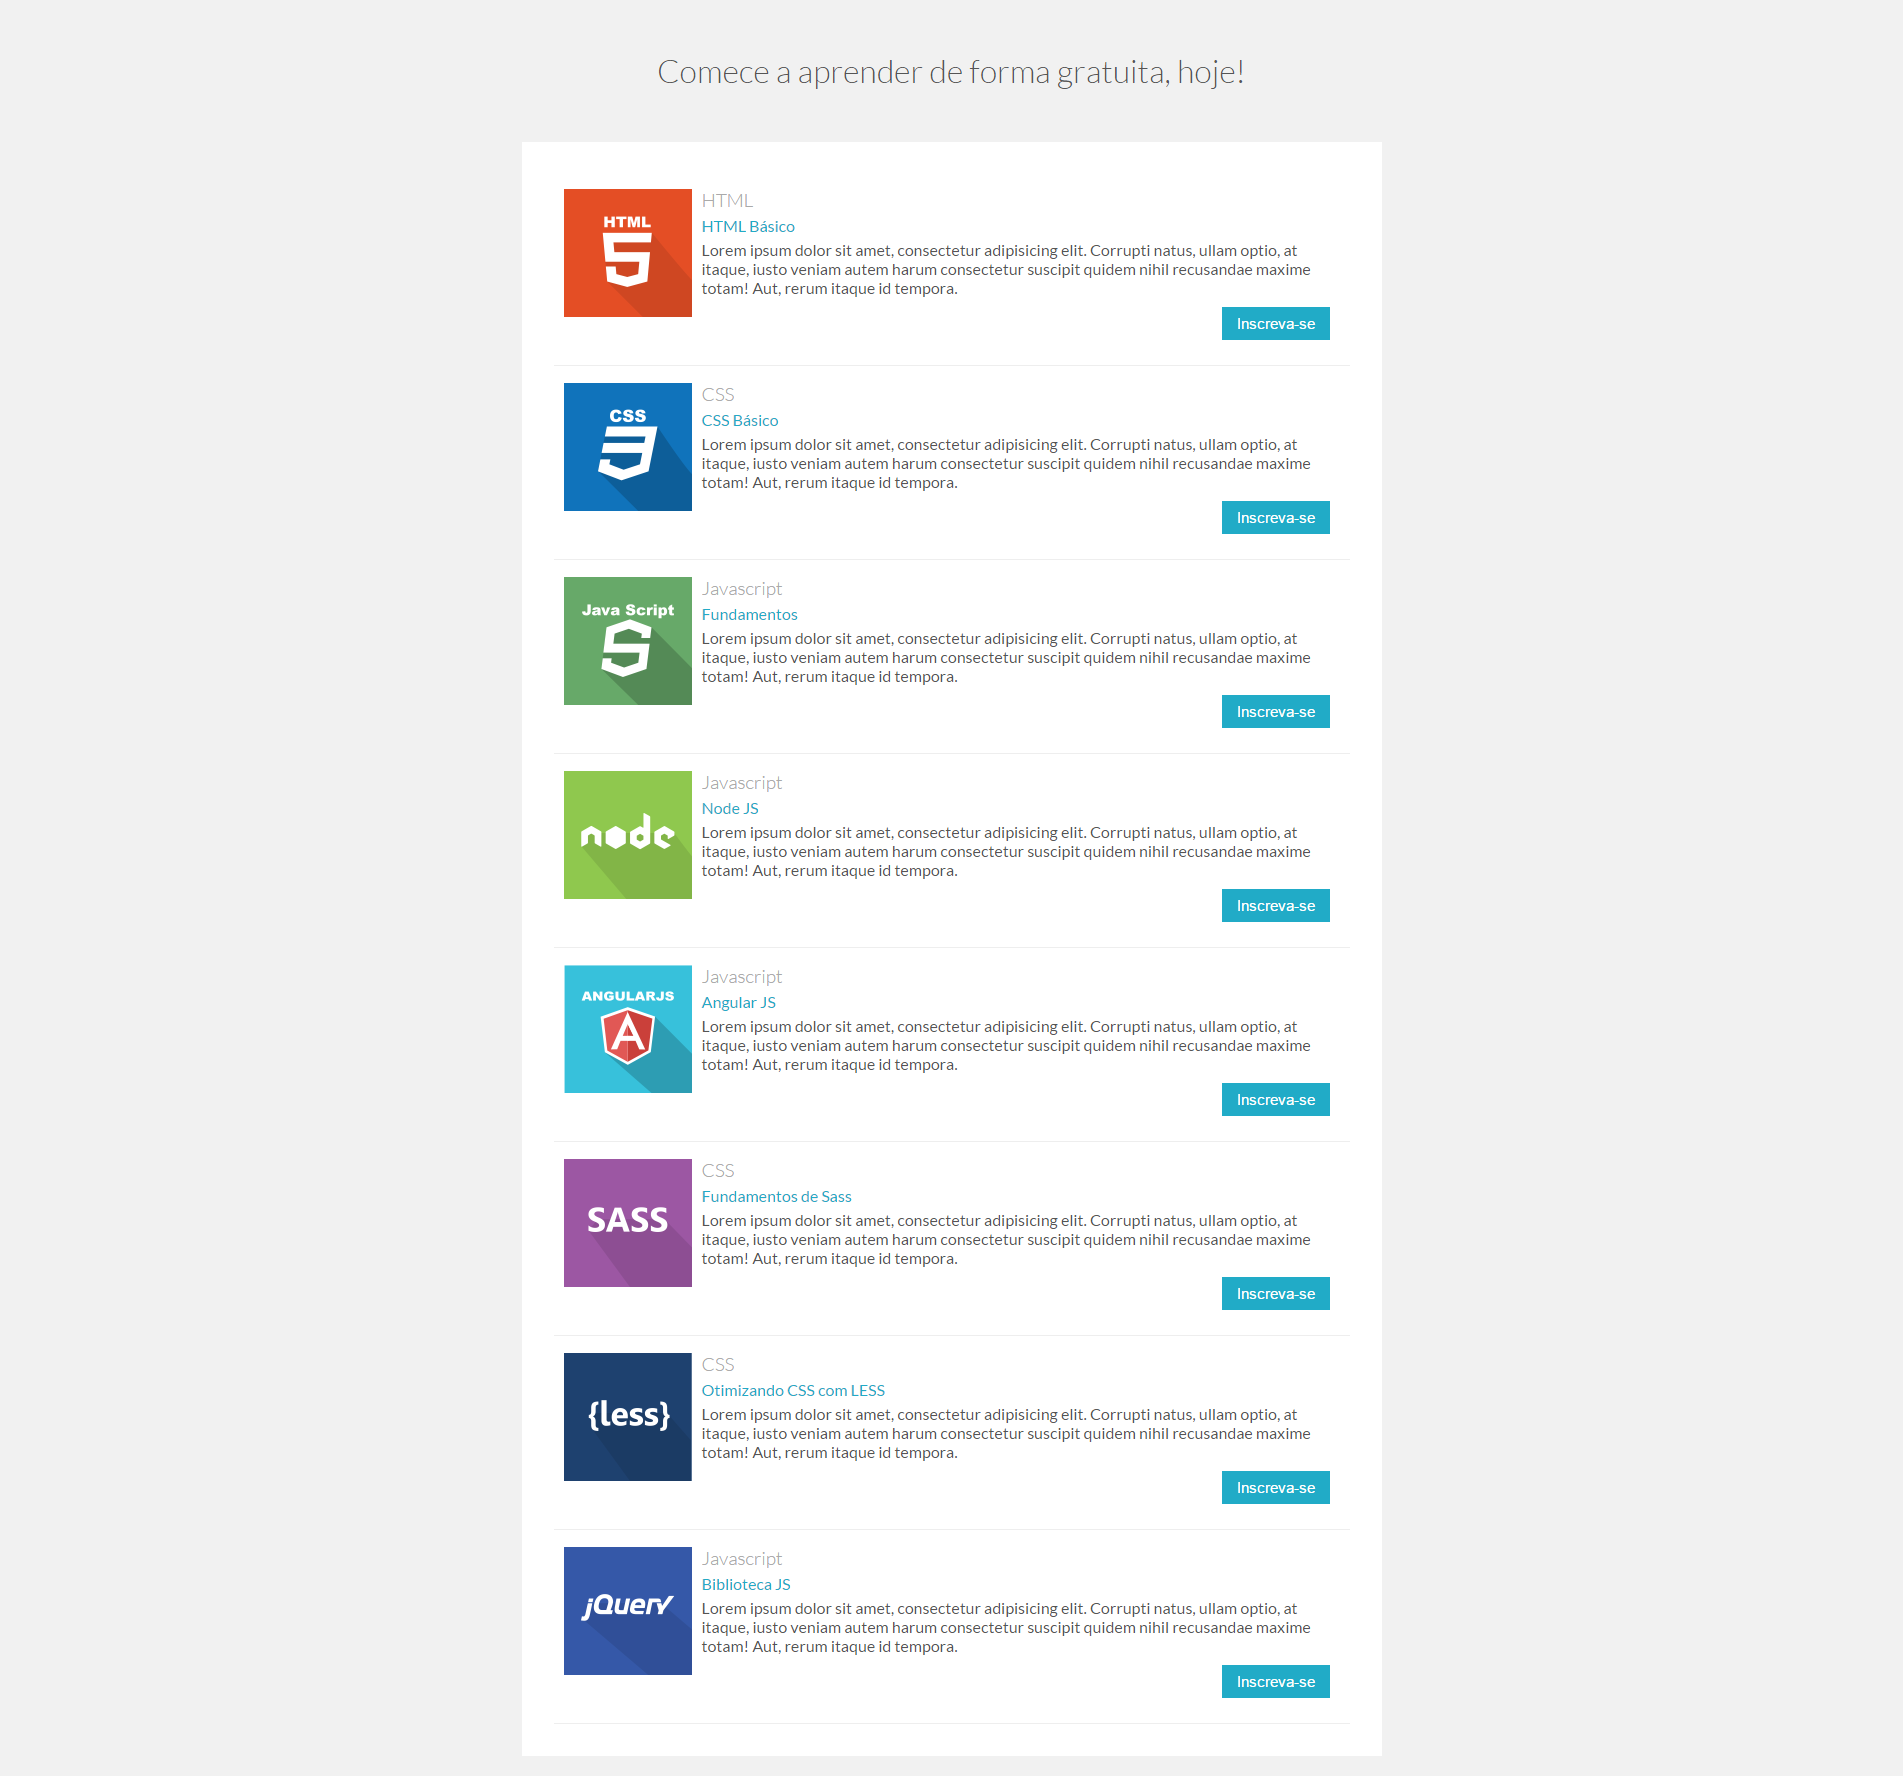 Comece a aprender de forma gratuita, hoje!
HTML
HTML
HTML Básico
Lorem ipsum dolor sit amet, consectetur adipisicing elit. Corrupti natus, ullam optio, at
itaque, iusto veniam autem harum consectetur suscipit quidem nihil recusandae maxime
totam! Aut, rerum itaque id tempora.
Inscreva-se
CSS
CSS
CSS Básico
Lorem ipsum dolor sit amet, consectetur adipisicing elit. Corrupti natus, ullam optio, at
itaque, iusto veniam autem harum consectetur suscipit quidem nihil recusandae maxime
totam! Aut, rerum itaque id tempora.
Inscreva-se
Java Script
Javascript
Fundamentos
Lorem ipsum dolor sit amet, consectetur adipisicing elit. Corrupti natus, ullam optio, at
itaque, iusto veniam autem harum consectetur suscipit quidem nihil recusandae maxime
totam! Aut, rerum itaque id tempora.
Inscreva-se
node
Javascript
Node JS
Lorem ipsum dolor sit amet, consectetur adipisicing elit. Corrupti natus, ullam optio, at
itaque, iusto veniam autem harum consectetur suscipit quidem nihil recusandae maxime
totam! Aut, rerum itaque id tempora.
Inscreva-se
ANGULARJS
A
Javascript
Angular JS
Lorem ipsum dolor sit amet, consectetur adipisicing elit. Corrupti natus, ullam optio, at
itaque, iusto veniam autem harum consectetur suscipit quidem nihil recusandae maxime
totam! Aut, rerum itaque id tempora.
Inscreva-se
SASS
CSS
Fundamentos de Sass
Lorem ipsum dolor sit amet, consectetur adipisicing elit. Corrupti natus, ullam optio, at
itaque, iusto veniam autem harum consectetur suscipit quidem nihil recusandae maxime
totam! Aut, rerum itaque id tempora.
Inscreva-se
{less}
CSS
Otimizando CSS com LESS
Lorem ipsum dolor sit amet, consectetur adipisicing elit. Corrupti natus, ullam optio, at
itaque, iusto veniam autem harum consectetur suscipit quidem nihil recusandae maxime
totam! Aut, rerum itaque id tempora.
Inscreva-se
jQuery
Javascript
Biblioteca JS
Lorem ipsum dolor sit amet, consectetur adipisicing elit. Corrupti natus, ullam optio, at
itaque, iusto veniam autem harum consectetur suscipit quidem nihil recusandae maxime
totam! Aut, rerum itaque id tempora.
Inscreva-se